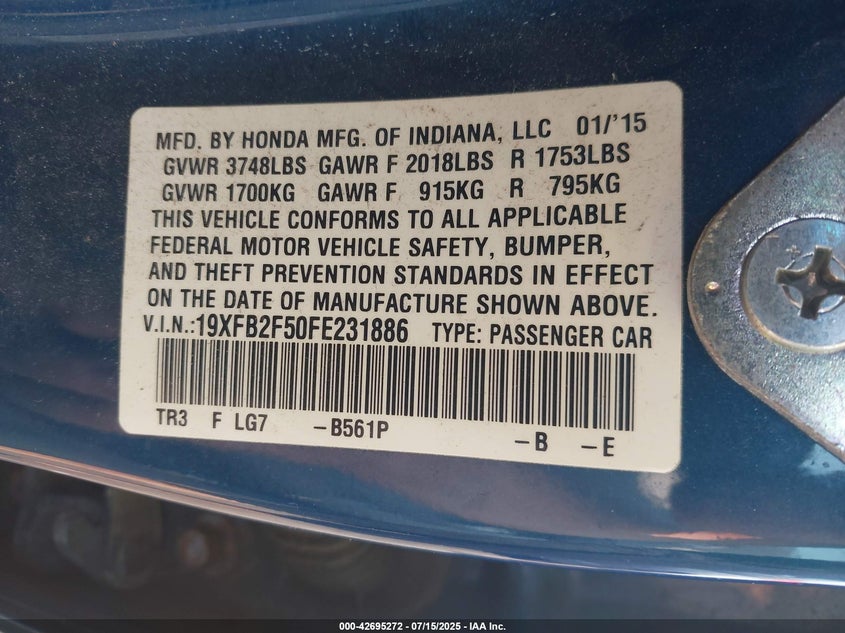 MFD. BY HONDA MFG. OF INDIANA, LLC 01/'15
GVWR 3748LBS GAWR F 2018LBS R 1753LBS
GVWR 1700KG GAWR F 915KG R 795KG
THIS VEHICLE CONFORMS TO ALL APPLICABLE
FEDERAL MOTOR VEHICLE SAFETY, BUMPER,
AND THEFT PREVENTION STANDARDS IN EFFECT
ON THE DATE OF MANUFACTURE SHOWN ABOVE.
V.I.N.:19XFB2F50FE231886 TYPE: PASSENGER CAR
TR3 F LG7 -B561P -B -E
000-42695272 / 07/15/2025 - IAA Inc.